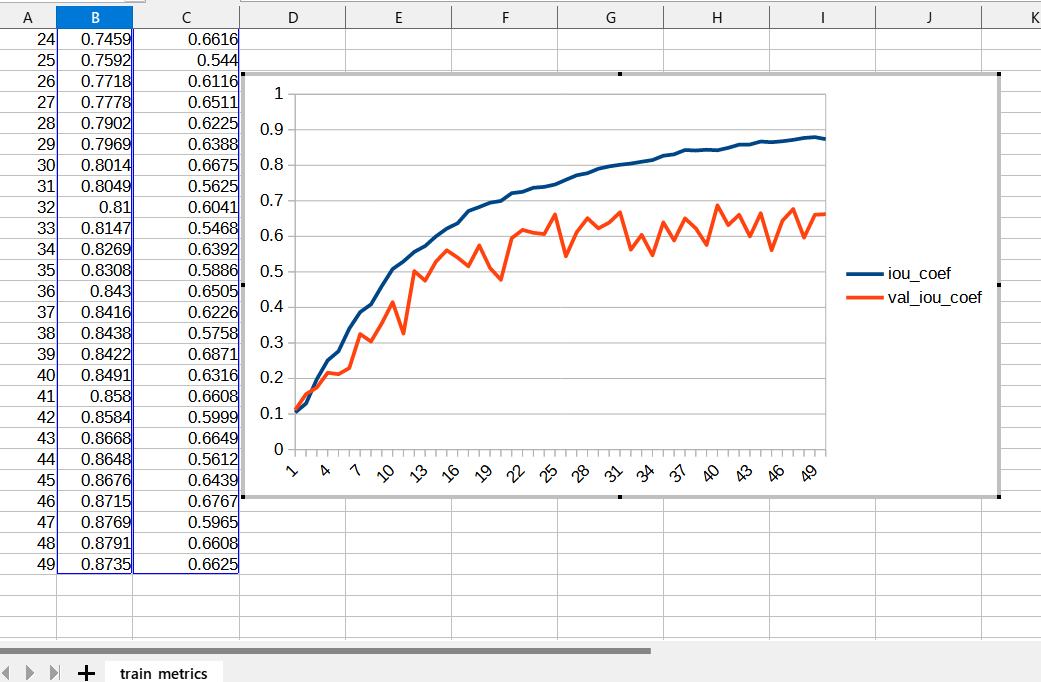 A B C D E F G H I J K
24 0.7459 0.6616
25 0.7592 0.544
26 0.7718 0.6116
27 0.7778 0.6511
28 0.7902 0.6225
29 0.7969 0.6388
30 0.8014 0.6675
31 0.8049 0.5625
32 0.81 0.6041
33 0.8147 0.5468
34 0.8269 0.6392
35 0.8308 0.5886
36 0.843 0.6505
37 0.8416 0.6226
38 0.8438 0.5758
39 0.8422 0.6871
40 0.8491 0.6316
41 0.858 0.6608
42 0.8584 0.5999
43 0.8668 0.6649
44 0.8648 0.5612
45 0.8676 0.6439
46 0.8715 0.6767
47 0.8769 0.5965
48 0.8791 0.6608
49 0.8735 0.6625
1
0.9
0.8
0.7
0.6
0.5
0.4
0.3
0.2
0.1
0
1 4 7 10 13 16 19 22 25 28 31 34 37 40 43 46 49
iou_coef
val_iou_coef
train_metrics